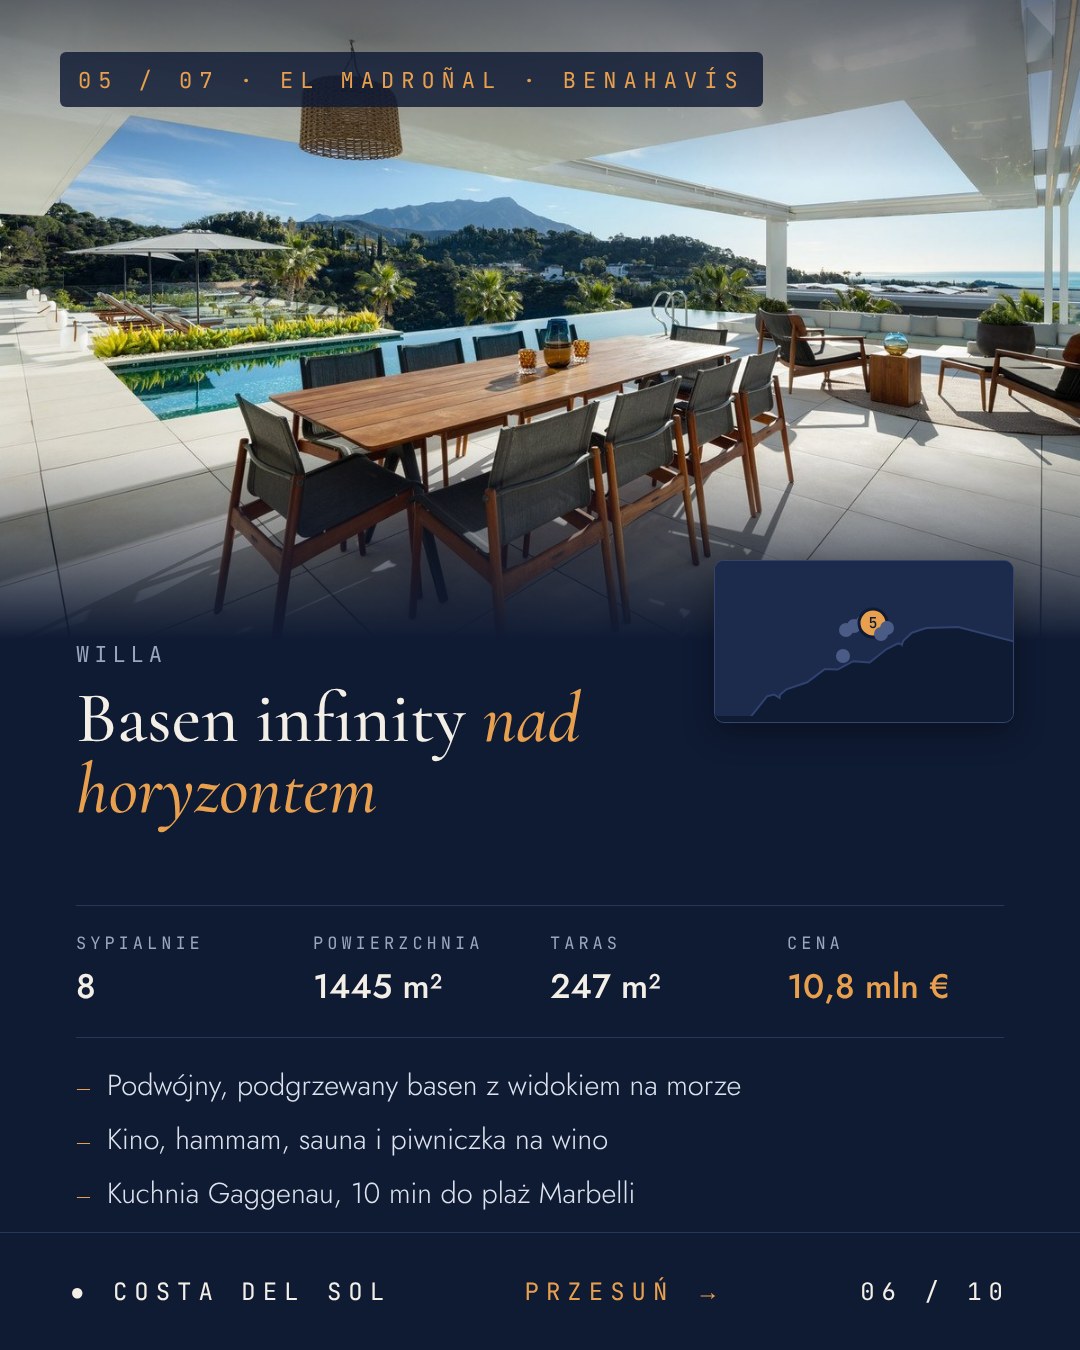 05 / 07 · EL MADROÑAL · BENAHAVÍS
5
WILLA
Basen infinity nad
horyzontem
SYPIALNIE POWIERZCHNIA TARAS CENA
8 1445 m² 247 m² 10,8 mln €
– Podwójny, podgrzewany basen z widokiem na morze
– Kino, hammam, sauna i piwniczka na wino
– Kuchnia Gaggenau, 10 min do plaż Marbelli
● COSTA DEL SOL PRZESUŃ → 06 / 10